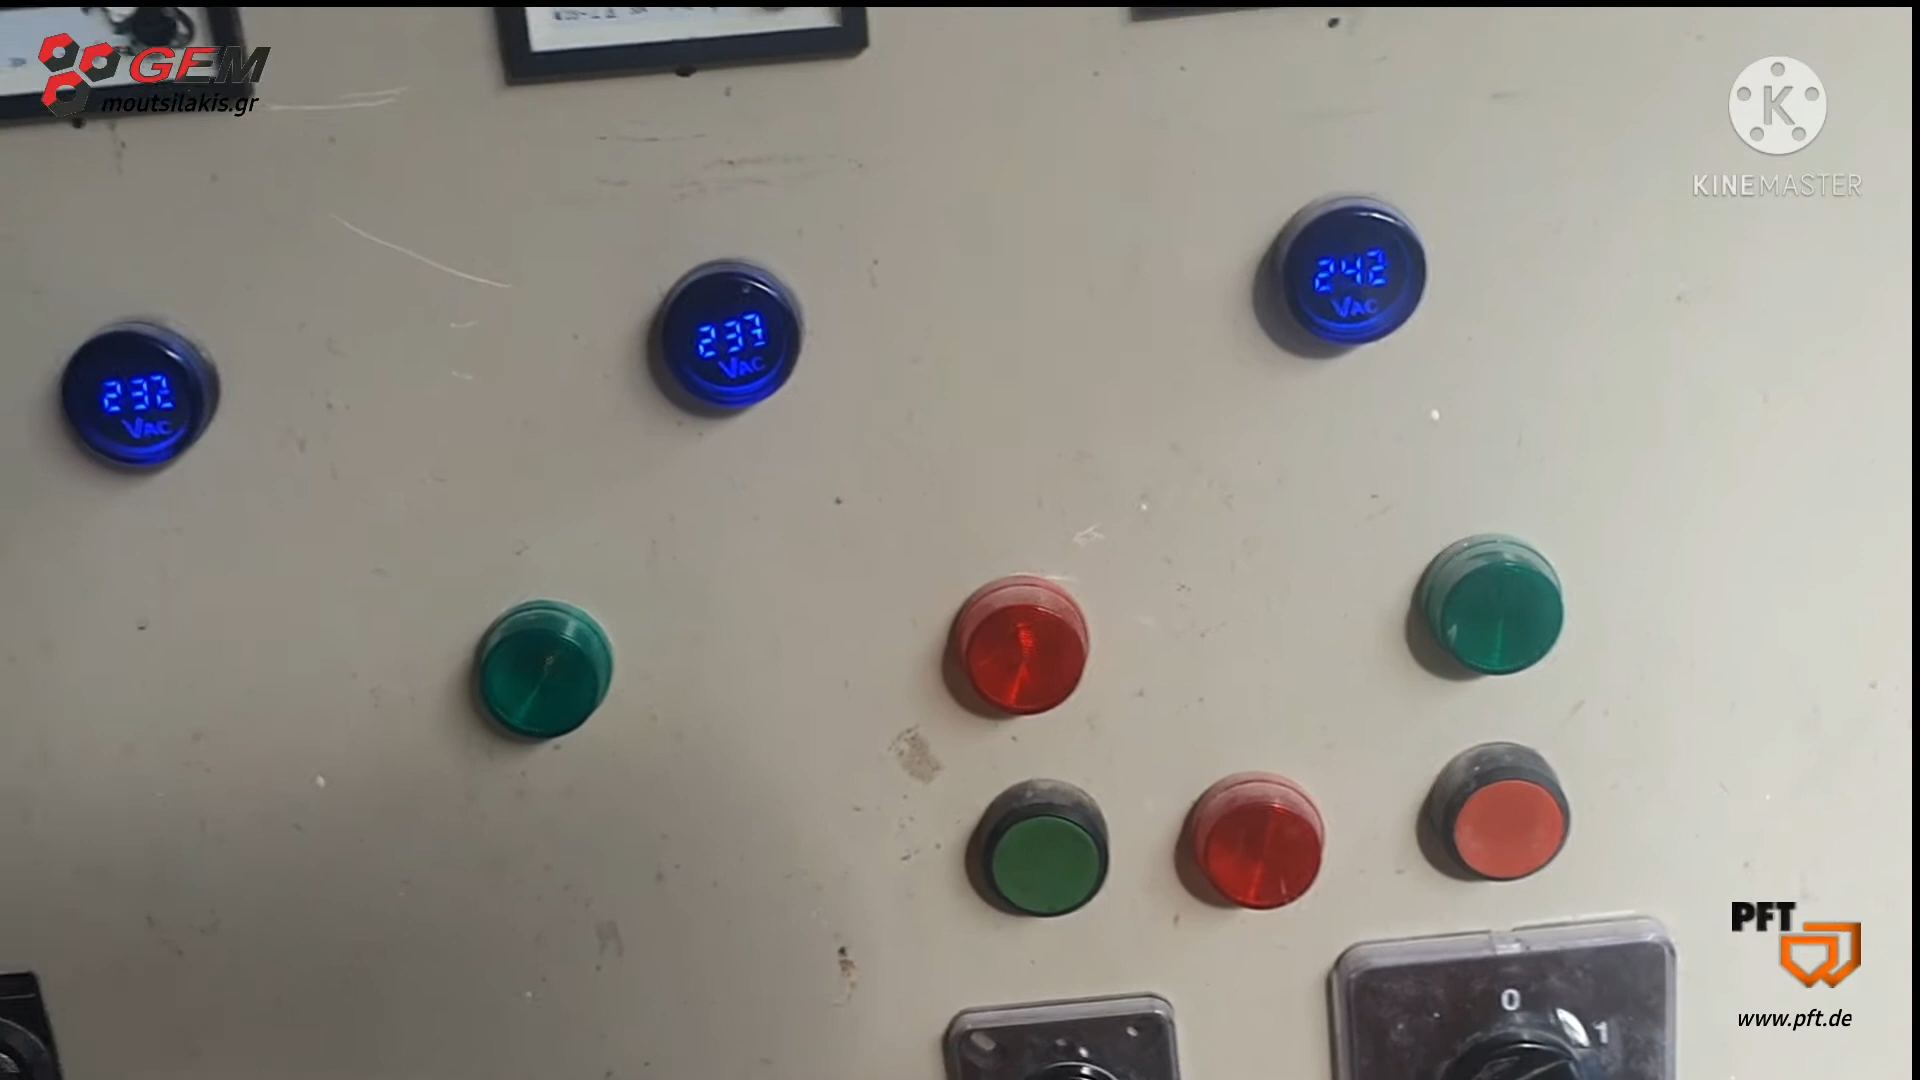 GEM
moutsilakis.gr
K
KINEMASTER
242
VAC
237
VAC
232
VAC
PFT
0
1
www.pft.de